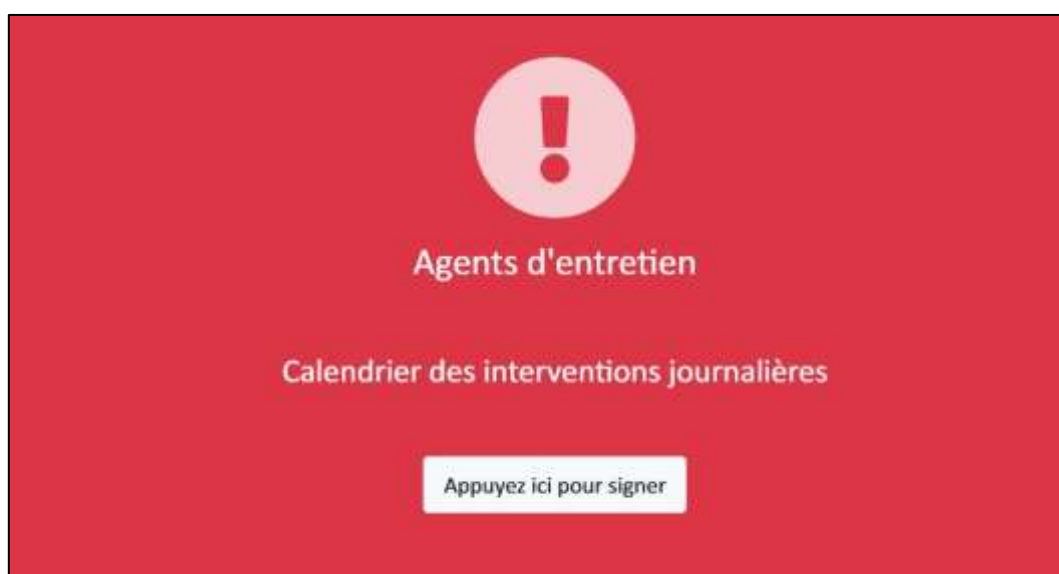 Agents d'entretien
Calendrier des interventions journalières
Appuyez ici pour signer